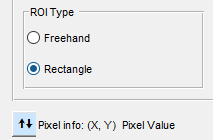 ROI Type
Freehand
Rectangle
Pixel info: (X, Y) Pixel Value